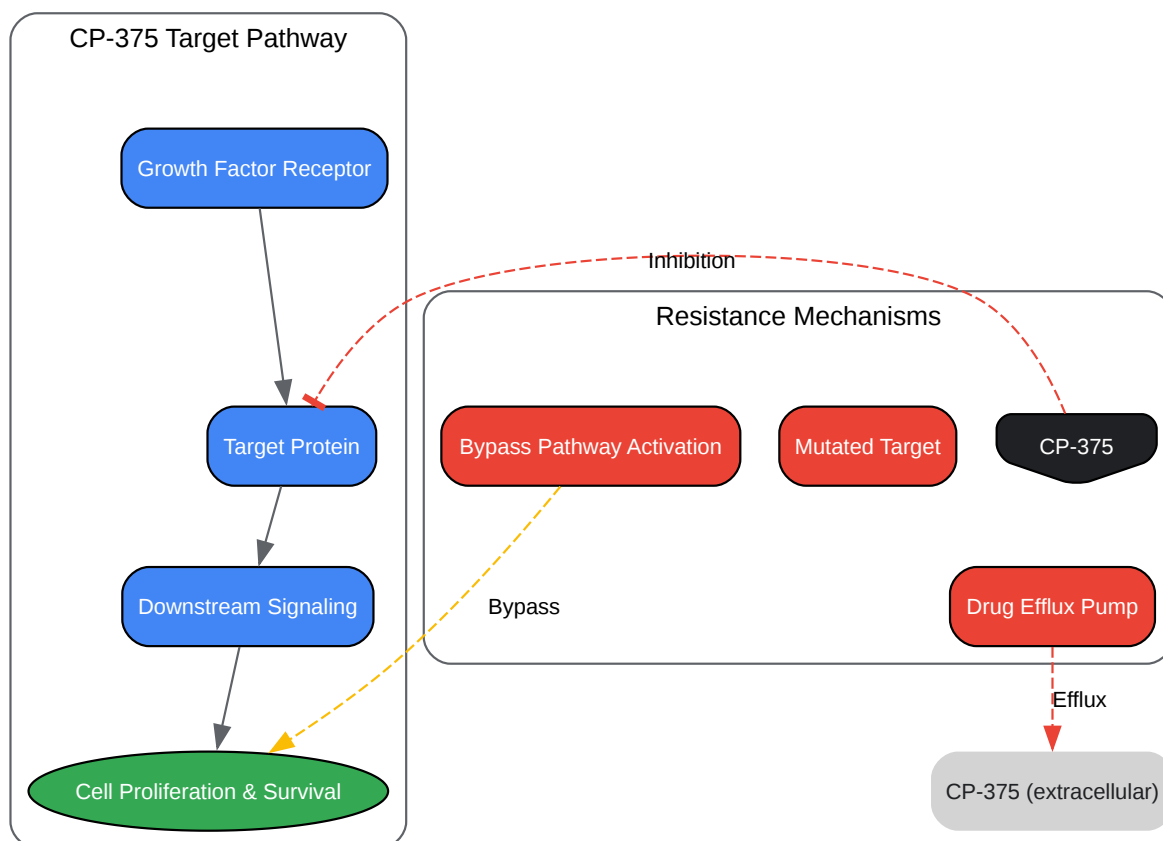 CP-375 Target Pathway
Growth Factor Receptor
Inhibition
Resistance Mechanisms
Target Protein
Bypass Pathway Activation
Mutated Target
CP-375
Downstream Signaling
Bypass
Drug Efflux Pump
Efflux
Cell Proliferation & Survival
CP-375 (extracellular)